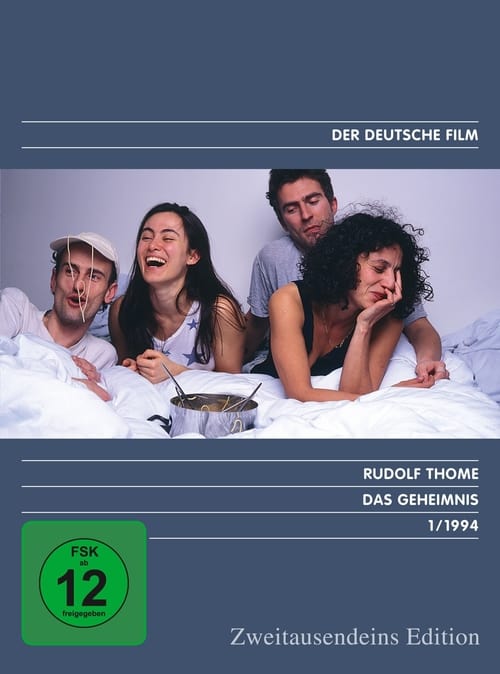 DER DEUTSCHE FILM
RUDOLF THOME
DAS GEHEIMNIS
1/1994
FSK
ab
12
freigegeben
Zweitausendeins Edition